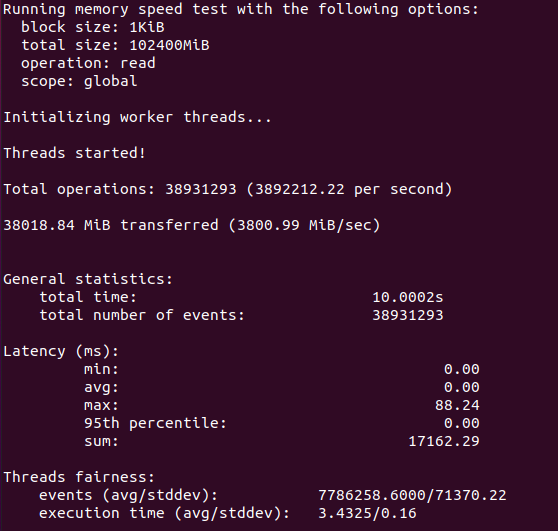 Running memory speed test with the following options:
block size: 1KiB
total size: 102400MiB
operation: read
scope: global
Initializing worker threads...
Threads started!
Total operations: 38931293 (3892212.22 per second)
38018.84 MiB transferred (3800.99 MiB/sec)
General statistics:
total time: 10.0002s
total number of events: 38931293
Latency (ms):
min: 0.00
avg: 0.00
max: 88.24
95th percentile: 0.00
sum: 17162.29
Threads fairness:
events (avg/stddev): 7786258.6000/71370.22
execution time (avg/stddev): 3.4325/0.16